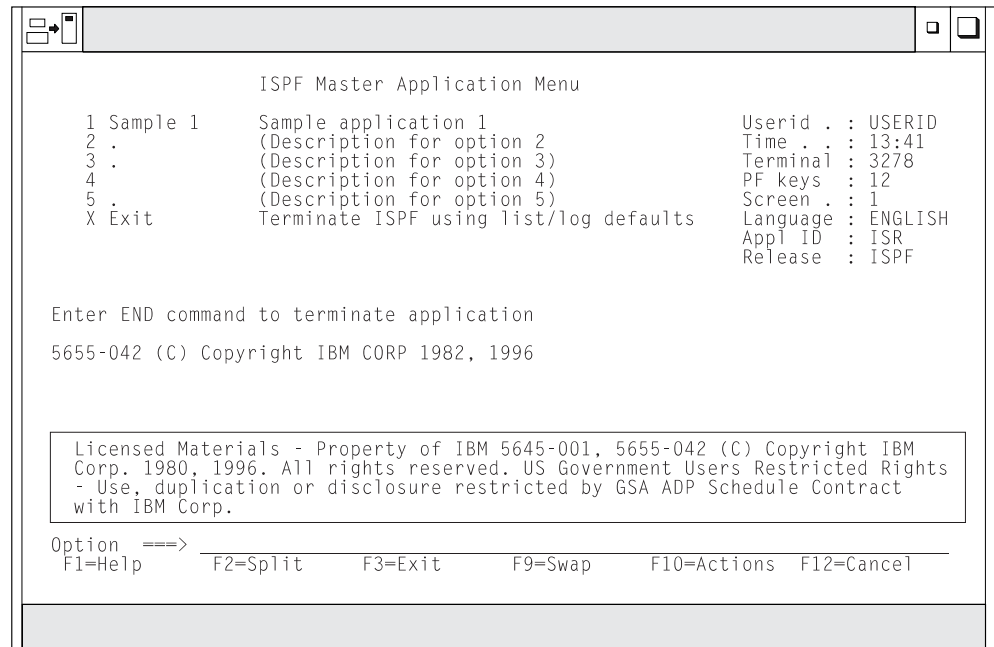 ISPF Master Application Menu
1 Sample 1 Sample application 1 Userid . : USERID
2 . (Description for option 2 Time . . : 13:41
3 . (Description for option 3) Terminal : 3278
4 (Description for option 4) PF keys : 12
5 . (Description for option 5) Screen . : 1
X Exit Terminate ISPF using list/log defaults Language : ENGLISH
Appl ID : ISR
Release : ISPF
Enter END command to terminate application
5655-042 (C) Copyright IBM CORP 1982, 1996
Licensed Materials - Property of IBM 5645-001, 5655-042 (C) Copyright IBM
Corp. 1980, 1996. All rights reserved. US Government Users Restricted Rights
- Use, duplication or disclosure restricted by GSA ADP Schedule Contract
with IBM Corp.
Option ===>
F1=Help F2=Split F3=Exit F9=Swap F10=Actions F12=Cancel